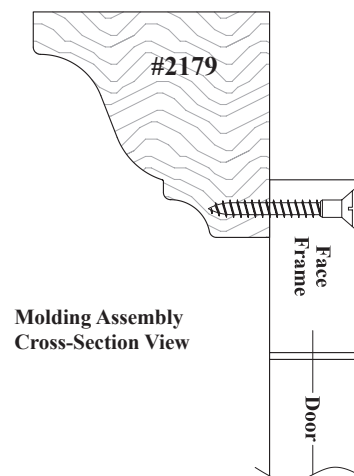 #2179
Face
Frame
Molding Assembly
Cross-Section View
Door